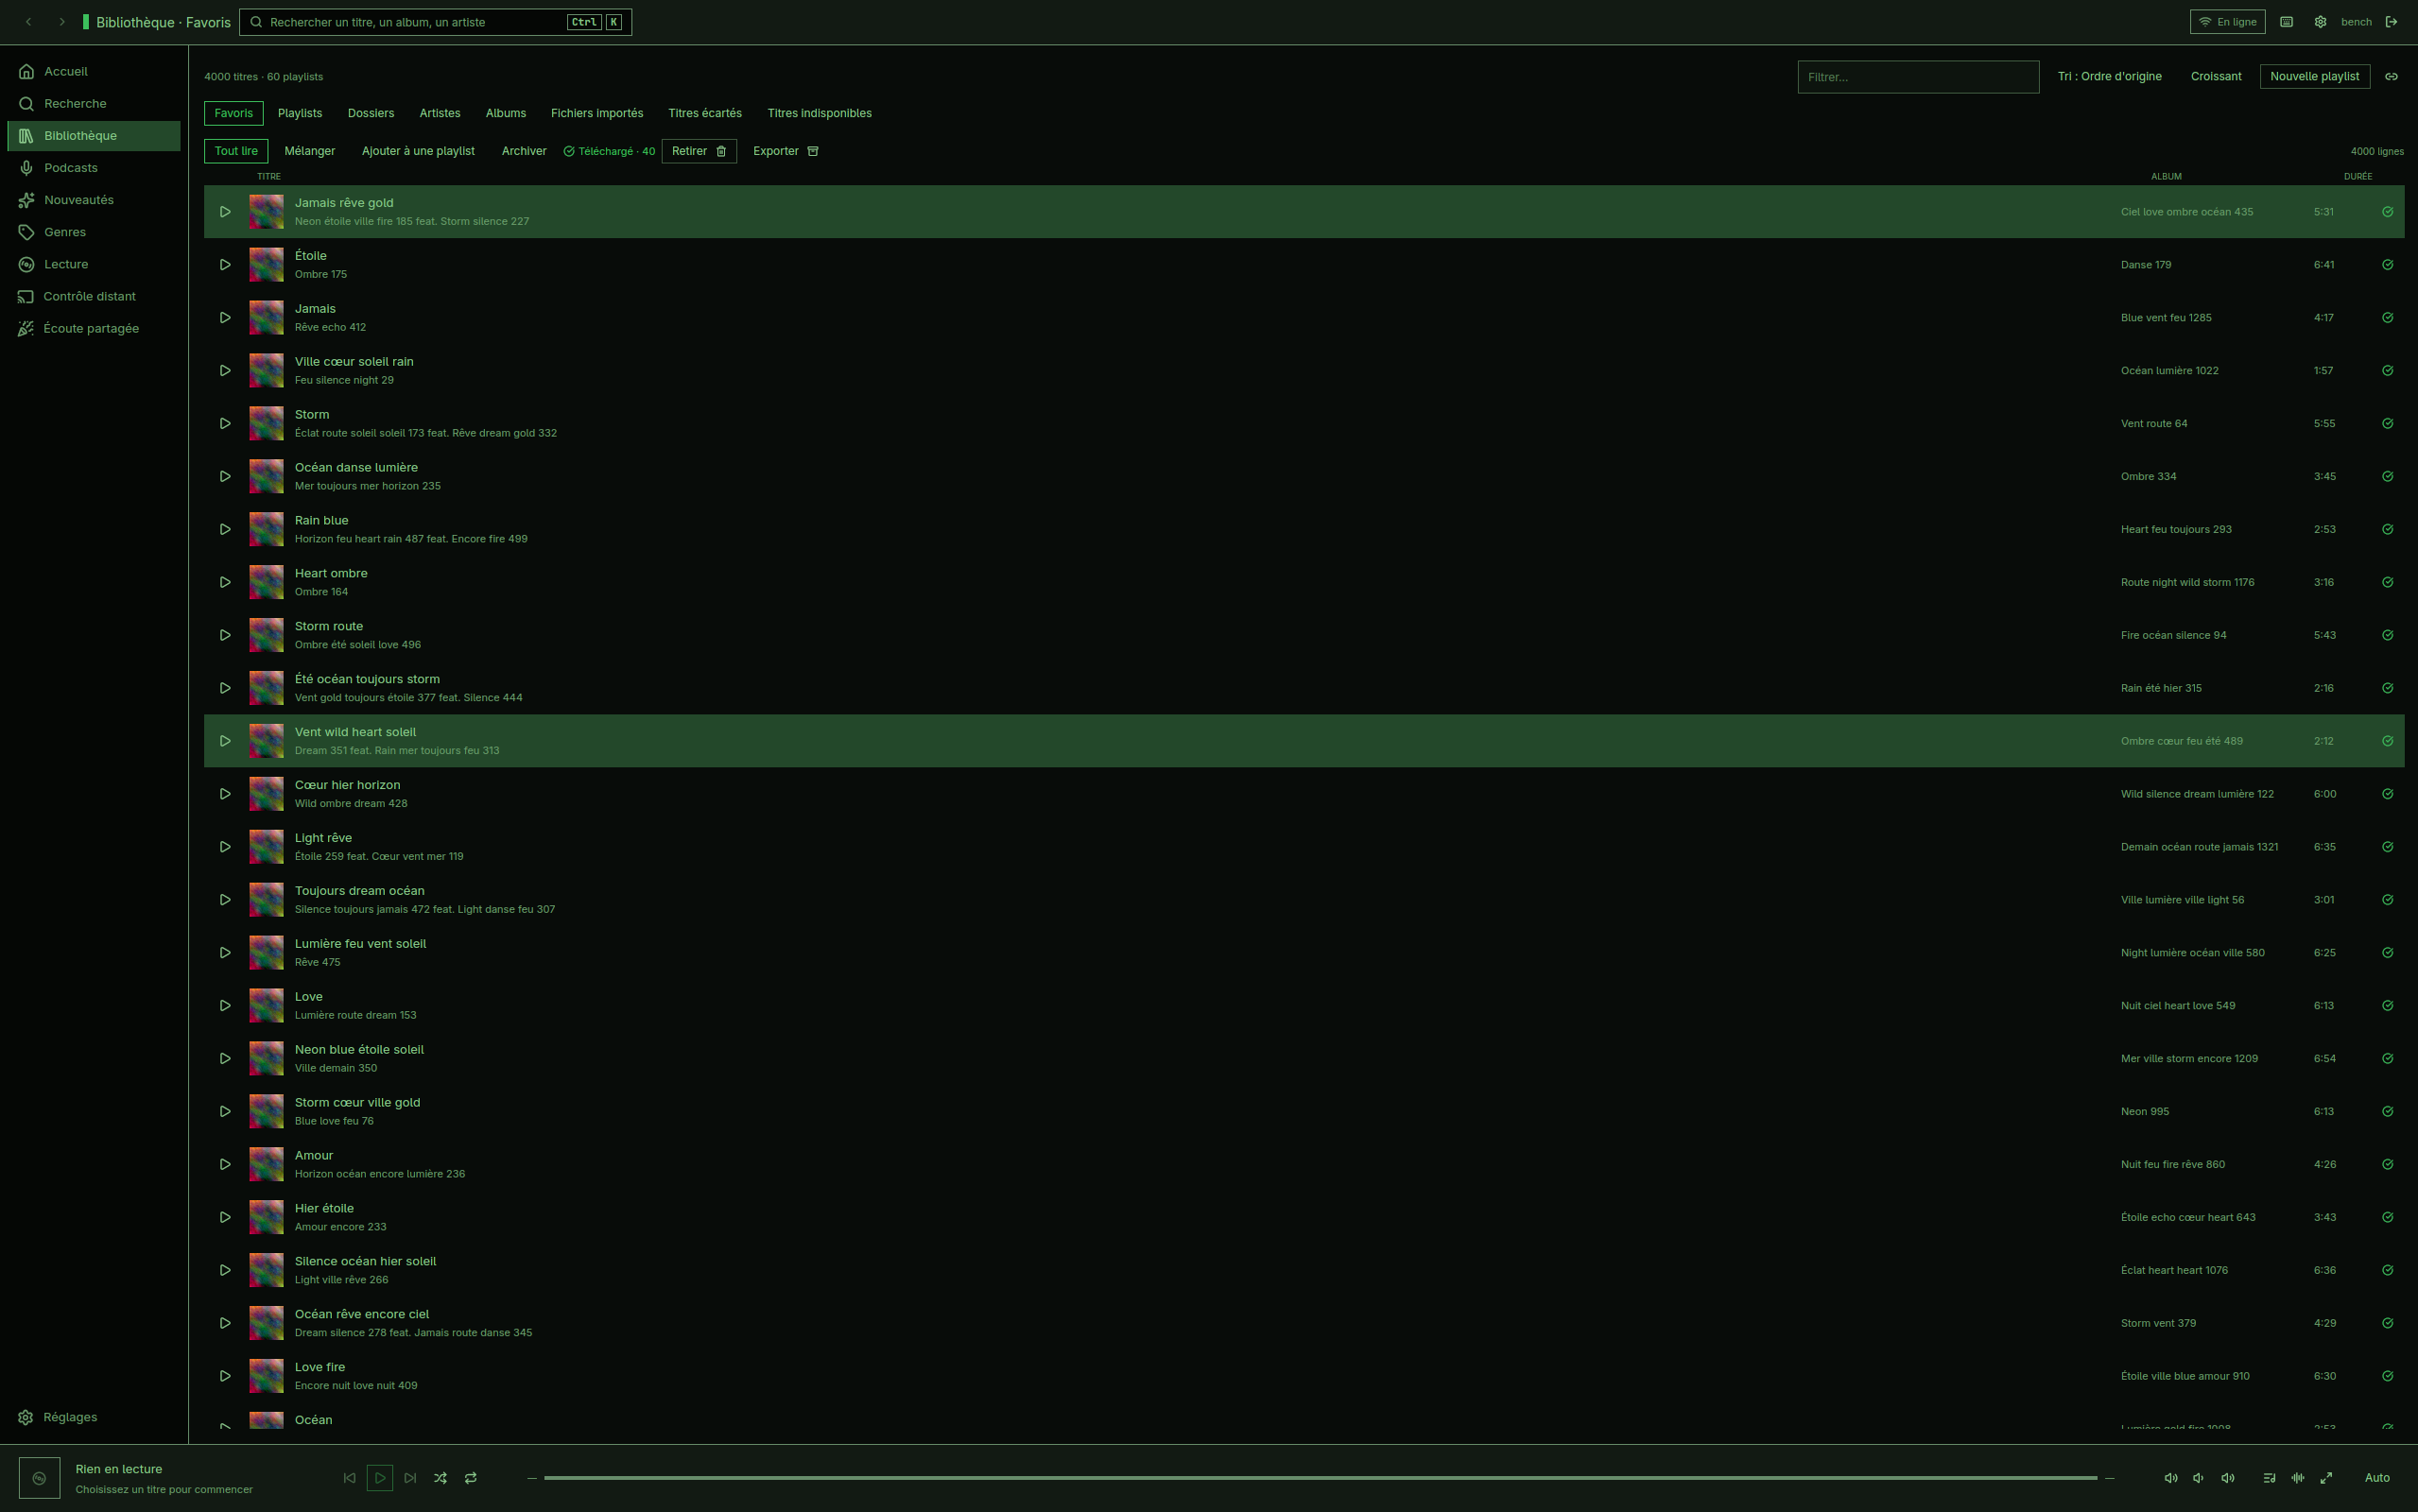 Bibliothèque · Favoris
Rechercher un titre, un album, un artiste
Ctrl K
En ligne
bench
Accueil
Recherche
Bibliothèque
Podcasts
Nouveautés
Genres
Lecture
Contrôle distant
Écoute partagée
Réglages
4000 titres · 60 playlists
Filtrer...
Tri : Ordre d'origine
Croissant
Nouvelle playlist
Favoris Playlists Dossiers Artistes Albums Fichiers importés Titres écartés Titres indisponibles
Tout lire Mélanger Ajouter à une playlist Archiver Téléchargé · 40 Retirer Exporter
4000 lignes
TITRE ALBUM DURÉE
Jamais rêve gold
Neon étoile ville fire 185 feat. Storm silence 227
Ciel love ombre océan 435 5:31
Étoile
Ombre 175
Danse 179 6:41
Jamais
Rêve echo 412
Blue vent feu 1285 4:17
Ville cœur soleil rain
Feu silence night 29
Océan lumière 1022 1:57
Storm
Éclat route soleil soleil 173 feat. Rêve dream gold 332
Vent route 64 5:55
Océan danse lumière
Mer toujours mer horizon 235
Ombre 334 3:45
Rain blue
Horizon feu heart rain 487 feat. Encore fire 499
Heart feu toujours 293 2:53
Heart ombre
Ombre 164
Route night wild storm 1176 3:16
Storm route
Ombre été soleil love 496
Fire océan silence 94 5:43
Été océan toujours storm
Vent gold toujours étoile 377 feat. Silence 444
Rain été hier 315 2:16
Vent wild heart soleil
Dream 351 feat. Rain mer toujours feu 313
Ombre cœur feu été 489 2:12
Cœur hier horizon
Wild ombre dream 428
Wild silence dream lumière 122 6:00
Light rêve
Étoile 259 feat. Cœur vent mer 119
Demain océan route jamais 1321 6:35
Toujours dream océan
Silence toujours jamais 472 feat. Light danse feu 307
Ville lumière ville light 56 3:01
Lumière feu vent soleil
Rêve 475
Night lumière océan ville 580 6:25
Love
Lumière route dream 153
Nuit ciel heart love 549 6:13
Neon blue étoile soleil
Ville demain 350
Mer ville storm encore 1209 6:54
Storm cœur ville gold
Blue love feu 76
Neon 995 6:13
Amour
Horizon océan encore lumière 236
Nuit feu fire rêve 860 4:26
Hier étoile
Amour encore 233
Étoile echo cœur heart 643 3:43
Silence océan hier soleil
Light ville rêve 266
Éclat heart heart 1076 6:36
Océan rêve encore ciel
Dream silence 278 feat. Jamais route danse 345
Storm vent 379 4:29
Love fire
Encore nuit love nuit 409
Étoile ville blue amour 910 6:30
Océan
Rien en lecture
Choisissez un titre pour commencer
— —
Auto